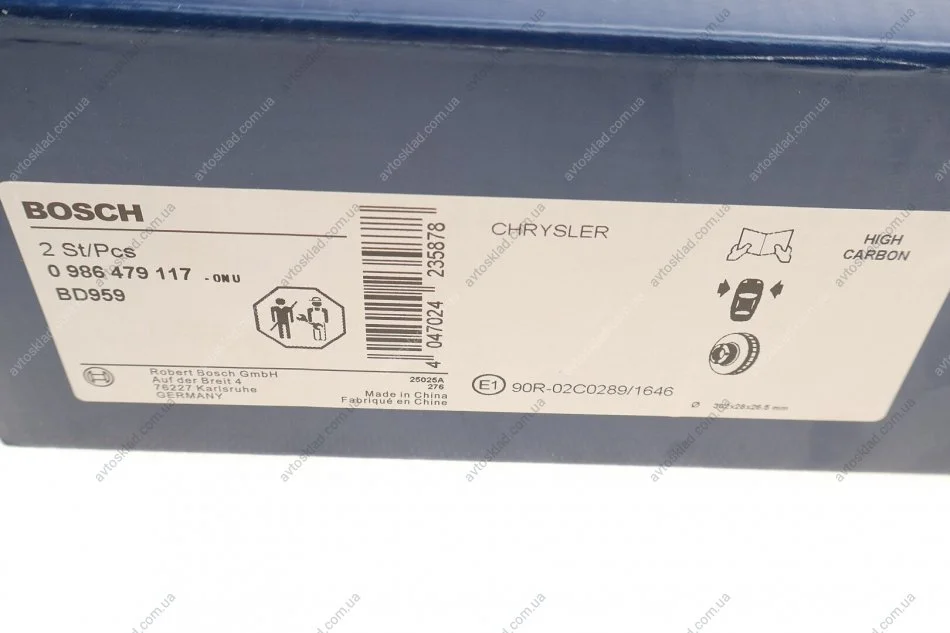 BOSCH
2 St/Pcs
0 986 479 117 - 0NU
BD959
4 047024 235878
Robert Bosch GmbH
Auf der Breit 4
76227 Karlsruhe
GERMANY
25025A
276
Made in China
Fabriqué en Chine
CHRYSLER
E1 90R-02C0289/1646
HIGH
CARBON
avtosklad.com.ua